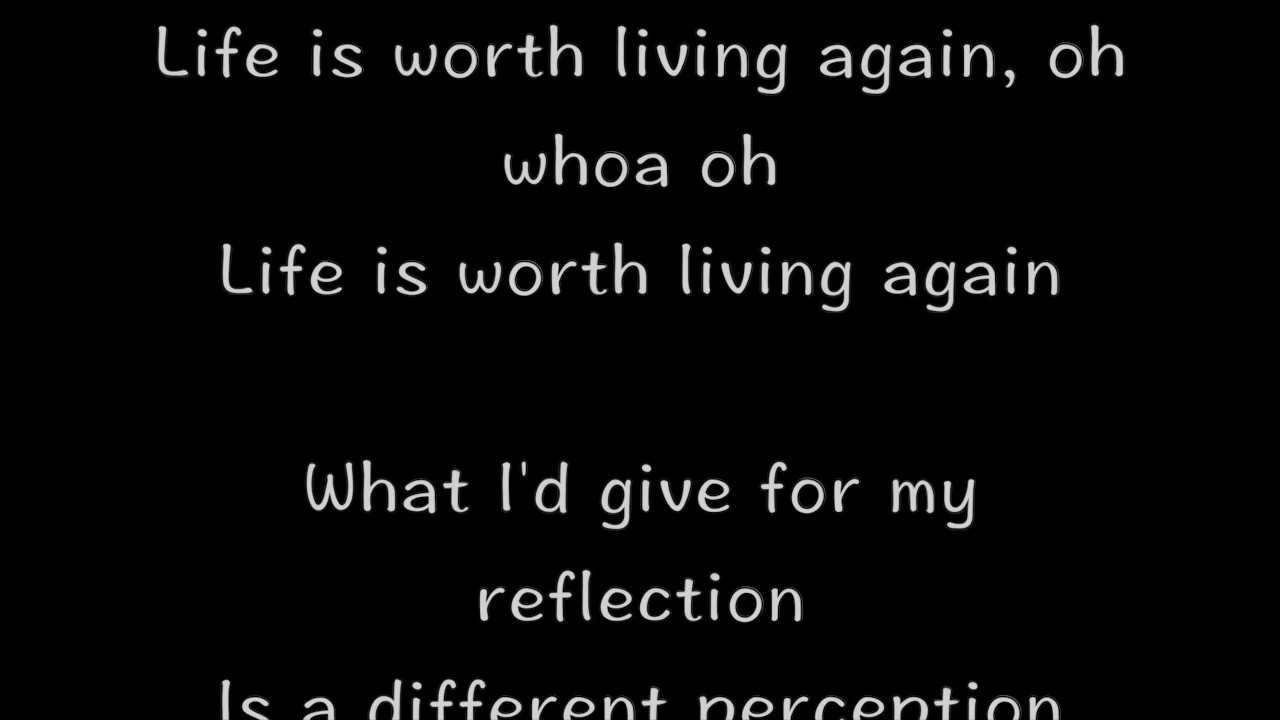 Life is worth living again, oh
whoa oh
Life is worth living again
What I'd give for my
reflection
Is a different perception